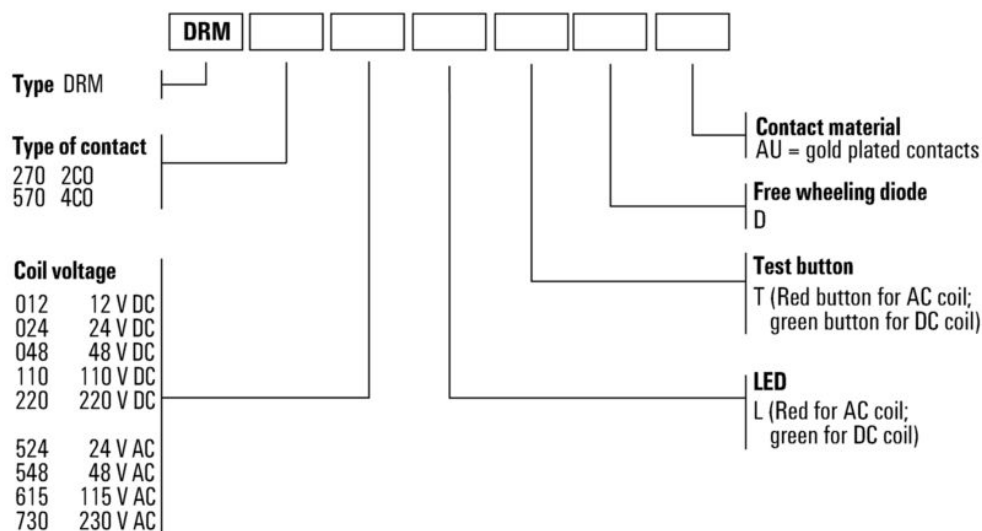 DRM
Type DRM
Type of contact
270 2CO
570 4CO
Coil voltage
012 12 V DC
024 24 V DC
048 48 V DC
110 110 V DC
220 220 V DC
524 24 V AC
548 48 V AC
615 115 V AC
730 230 V AC
Contact material
AU = gold plated contacts
Free wheeling diode
D
Test button
T (Red button for AC coil;
green button for DC coil)
LED
L (Red for AC coil;
green for DC coil)